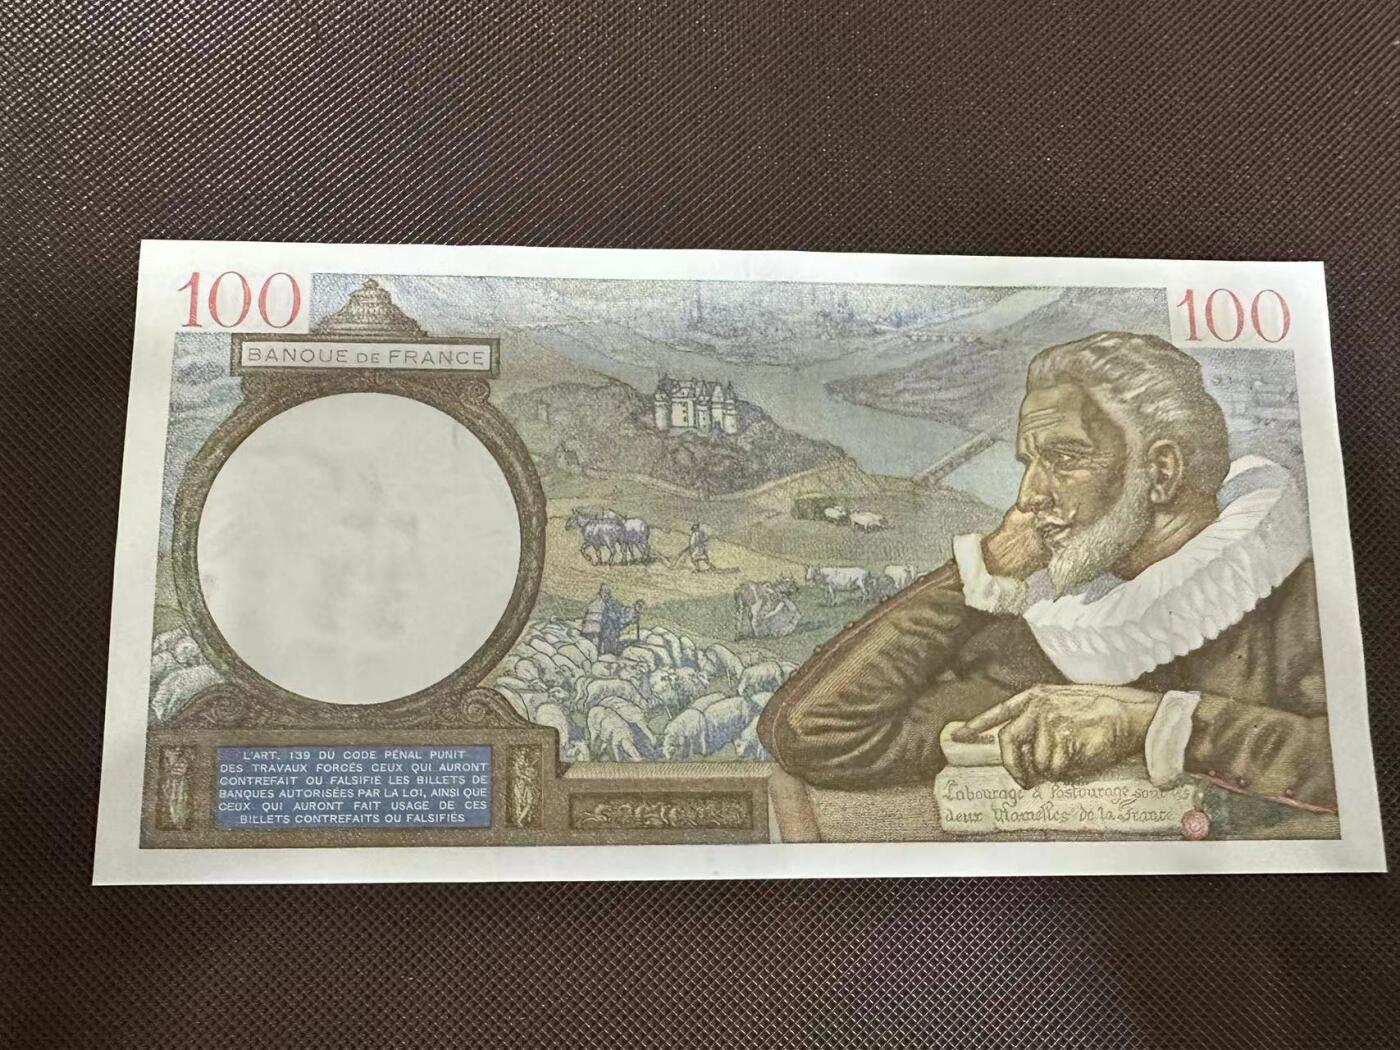 100
100
BANQUE DE FRANCE
L'ART. 139 DU CODE PÉNAL PUNIT
DES TRAVAUX FORCÉS CEUX QUI AURONT
CONTREFAIT OU FALSIFIÉ LES BILLETS DE
BANQUES AUTORISÉES PAR LA LOI, AINSI QUE
CEUX QUI AURONT FAIT USAGE DE CES
BILLETS CONTREFAITS OU FALSIFIÉS
Labourage & Pastourage sont les
deux Mamelles de la France